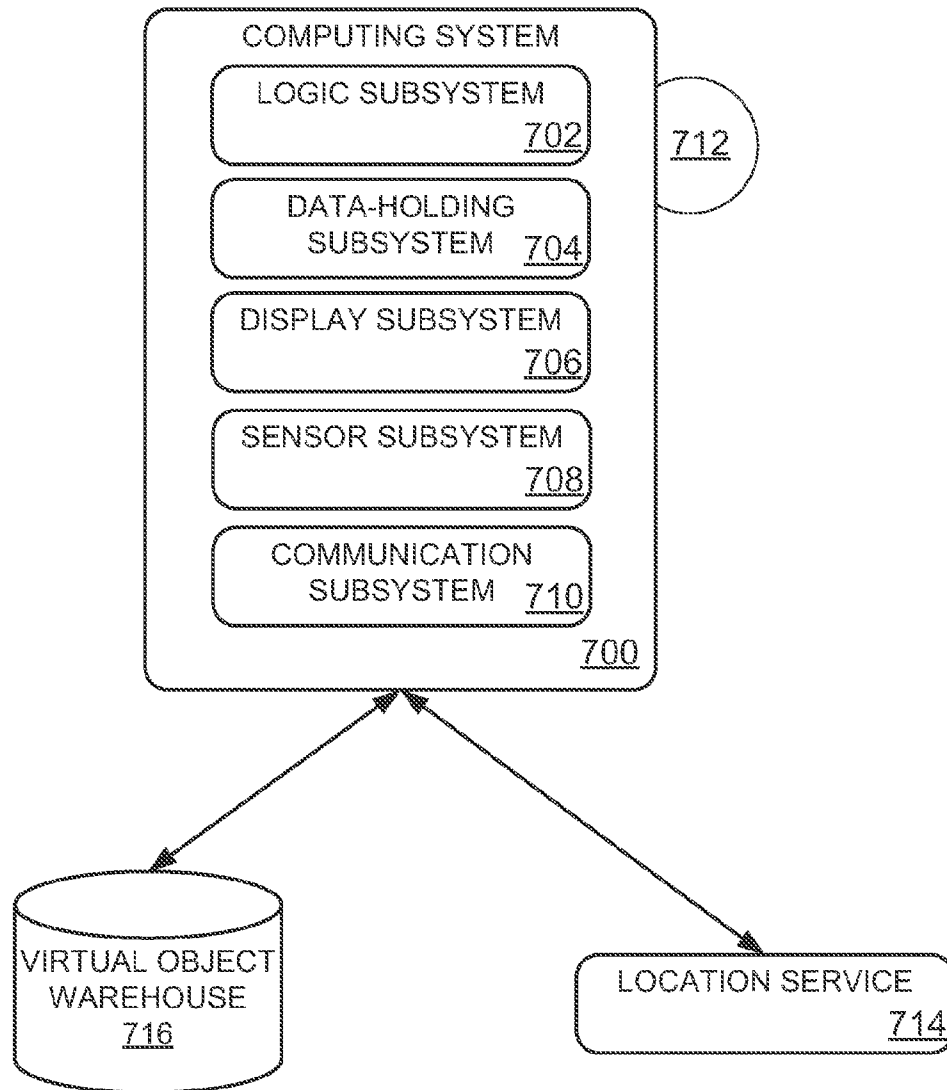 COMPUTING SYSTEM
LOGIC SUBSYSTEM
702
712
DATA-HOLDING
SUBSYSTEM
704
DISPLAY SUBSYSTEM
706
SENSOR SUBSYSTEM
708
COMMUNICATION
SUBSYSTEM
710
700
VIRTUAL OBJECT
WAREHOUSE
716
LOCATION SERVICE
714